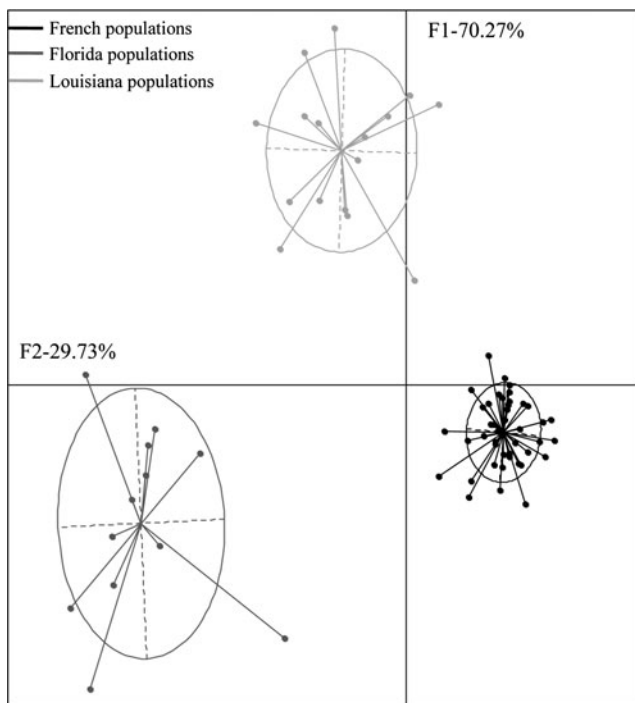 F1-70.27%
French populations
Florida populations
Louisiana populations
F2-29.73%